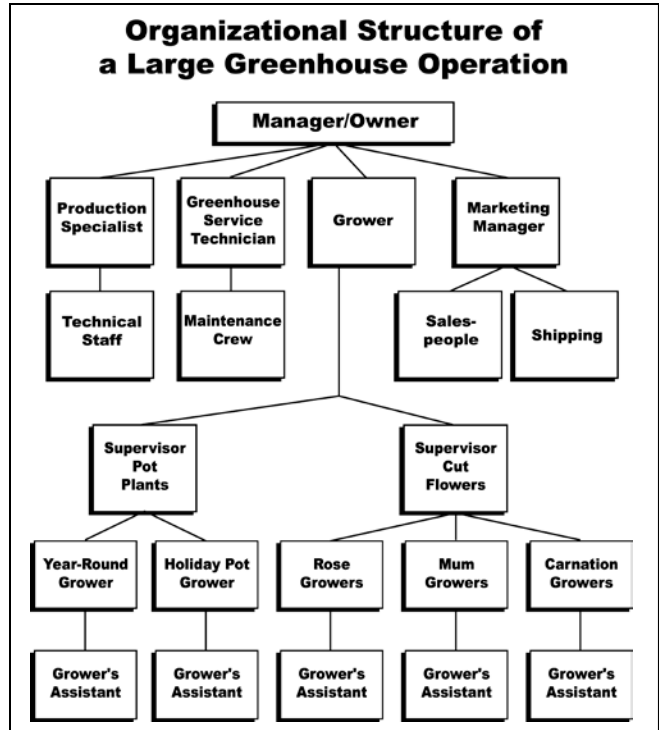 Organizational Structure of
a Large Greenhouse Operation
Manager/Owner
Production
Specialist
Greenhouse
Service
Technician
Grower
Marketing
Manager
Technical
Staff
Maintenance
Crew
Sales-
people
Shipping
Supervisor
Pot
Plants
Supervisor
Cut
Flowers
Year-Round
Grower
Holiday Pot
Grower
Rose
Growers
Mum
Growers
Carnation
Growers
Grower's
Assistant
Grower's
Assistant
Grower's
Assistant
Grower's
Assistant
Grower's
Assistant